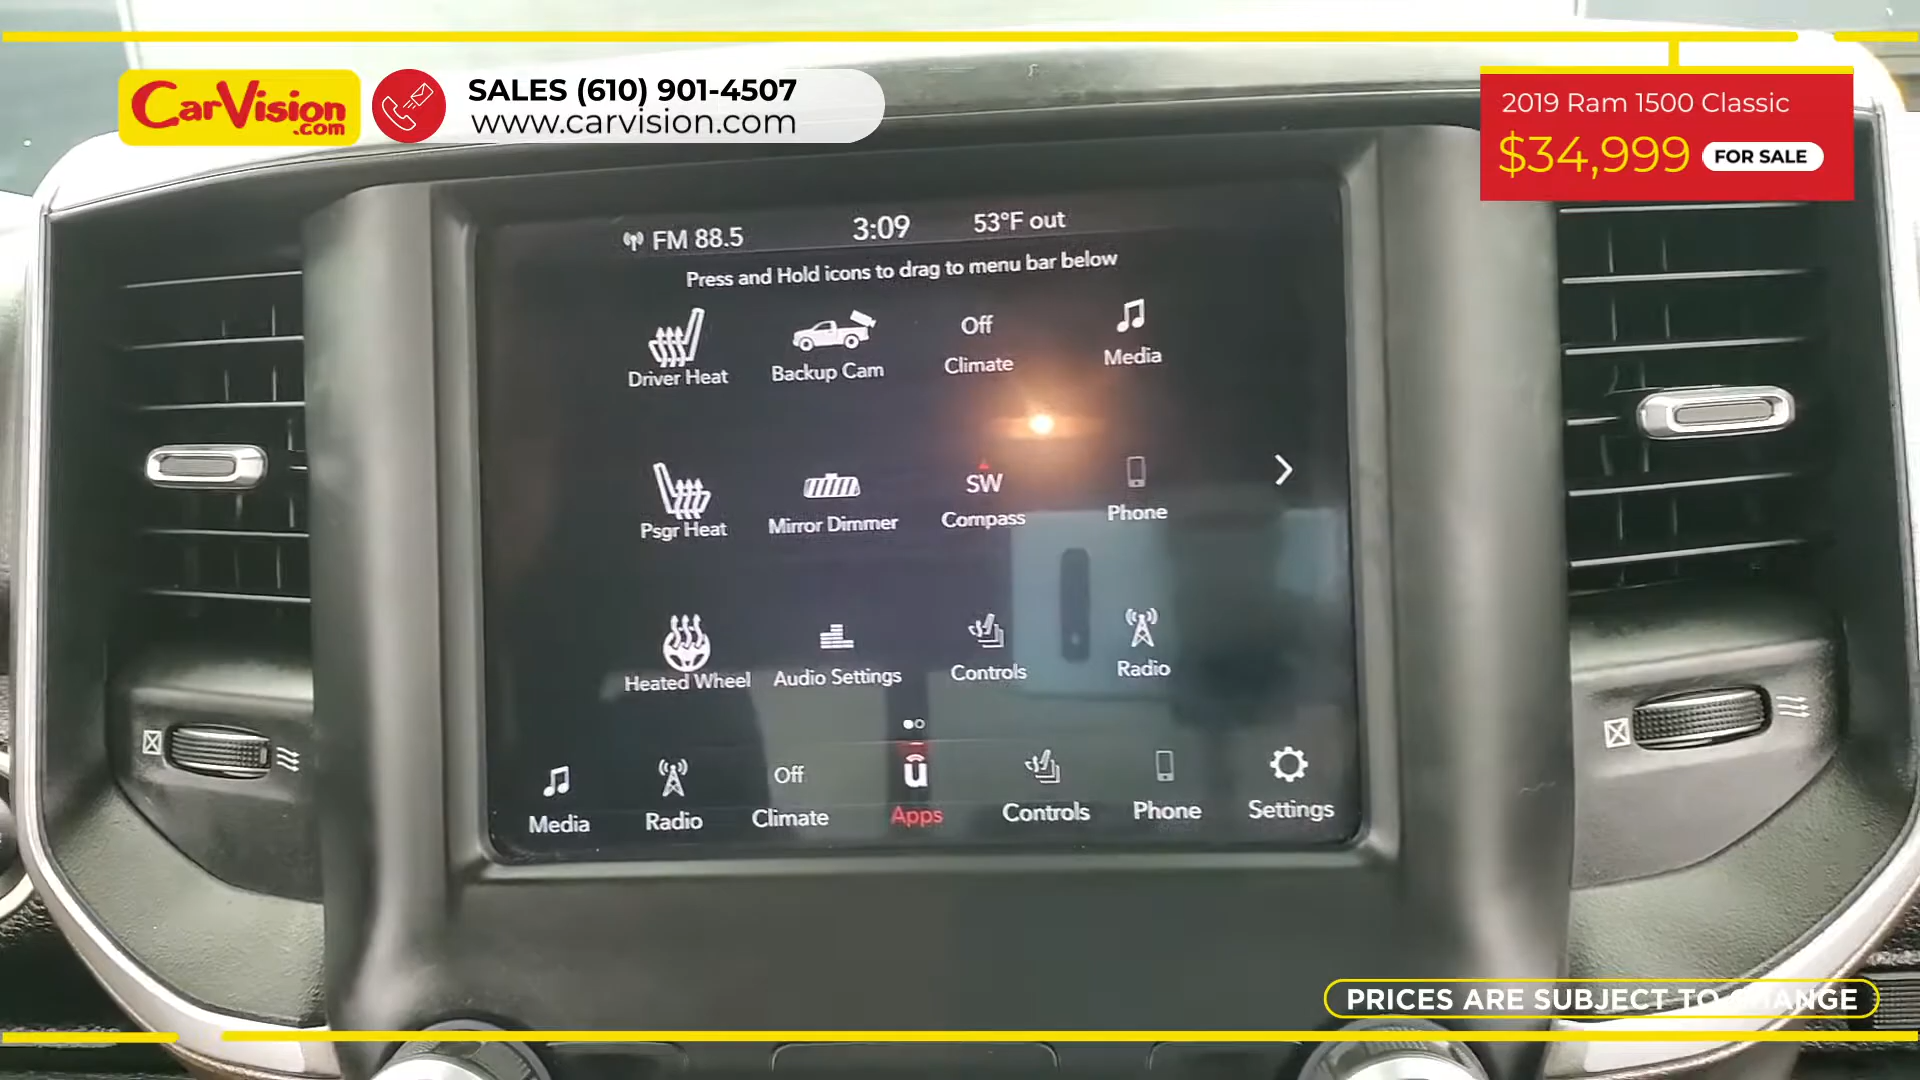 CarVision
.com
SALES (610) 901-4507
www.carvision.com
2019 Ram 1500 Classic
$34,999 FOR SALE
FM 88.5 3:09 53°F out
Press and Hold icons to drag to menu bar below
Driver Heat Backup Cam Off Climate Media
Psgr Heat Mirror Dimmer SW Compass Phone
Heated Wheel Audio Settings Controls Radio
Media Radio Off Climate Apps Controls Phone Settings
PRICES ARE SUBJECT TO CHANGE